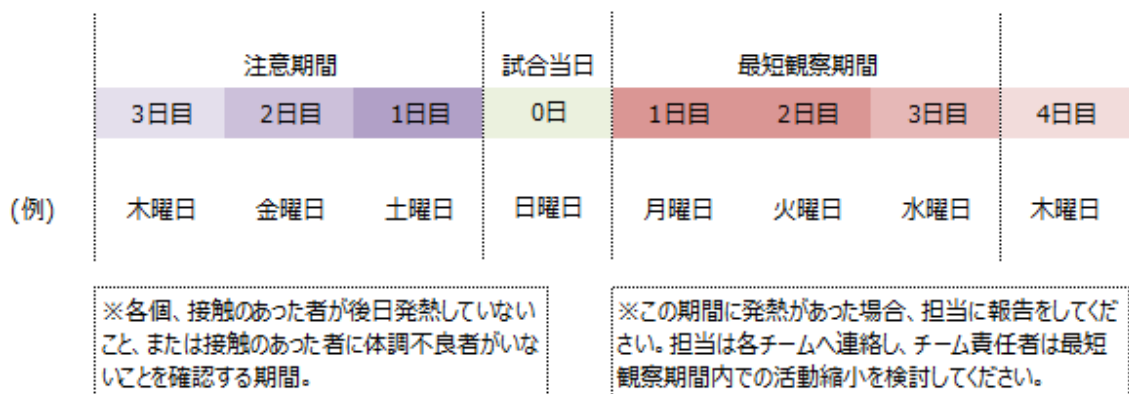 注意期間 試合当日 最短観察期間
3日目 2日目 1日目 0日 1日目 2日目 3日目 4日目
(例) 木曜日 金曜日 土曜日 日曜日 月曜日 火曜日 水曜日 木曜日
※各個、接触のあった者が後日発熱していない
こと、または接触のあった者に体調不良者がいな
いことを確認する期間。
※この期間に発熱があった場合、担当に報告をしてくだ
さい。担当は各チームへ連絡し、チーム責任者は最短
観察期間内での活動縮小を検討してください。